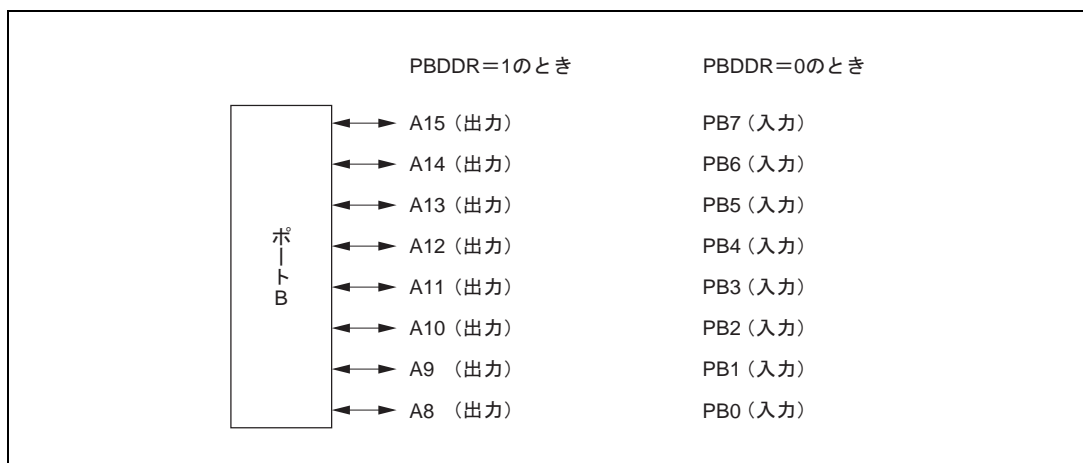 PBDDR＝1のとき PBDDR＝0のとき
A15（出力） PB7（入力）
A14（出力） PB6（入力）
A13（出力） PB5（入力）
A12（出力） PB4（入力）
A11（出力） PB3（入力）
A10（出力） PB2（入力）
A9 （出力） PB1（入力）
A8 （出力） PB0（入力）
ポートB